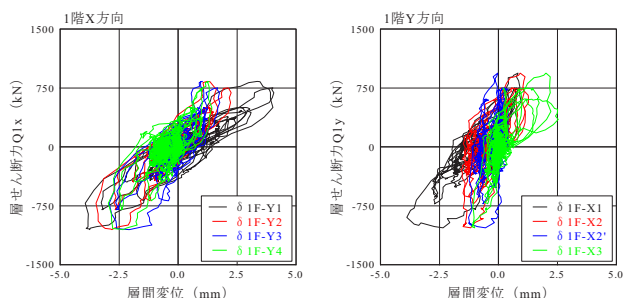 1階X方向
1500
750
0
-750
-1500
層せん断力Q1x (kN)
-5.0 -2.5 0.0 2.5 5.0
層間変位 (mm)
δ 1F-Y1
δ 1F-Y2
δ 1F-Y3
δ 1F-Y4
1階Y方向
1500
750
0
-750
-1500
層せん断力Q1y (kN)
-5.0 -2.5 0.0 2.5 5.0
層間変位 (mm)
δ 1F-X1
δ 1F-X2
δ 1F-X2'
δ 1F-X3